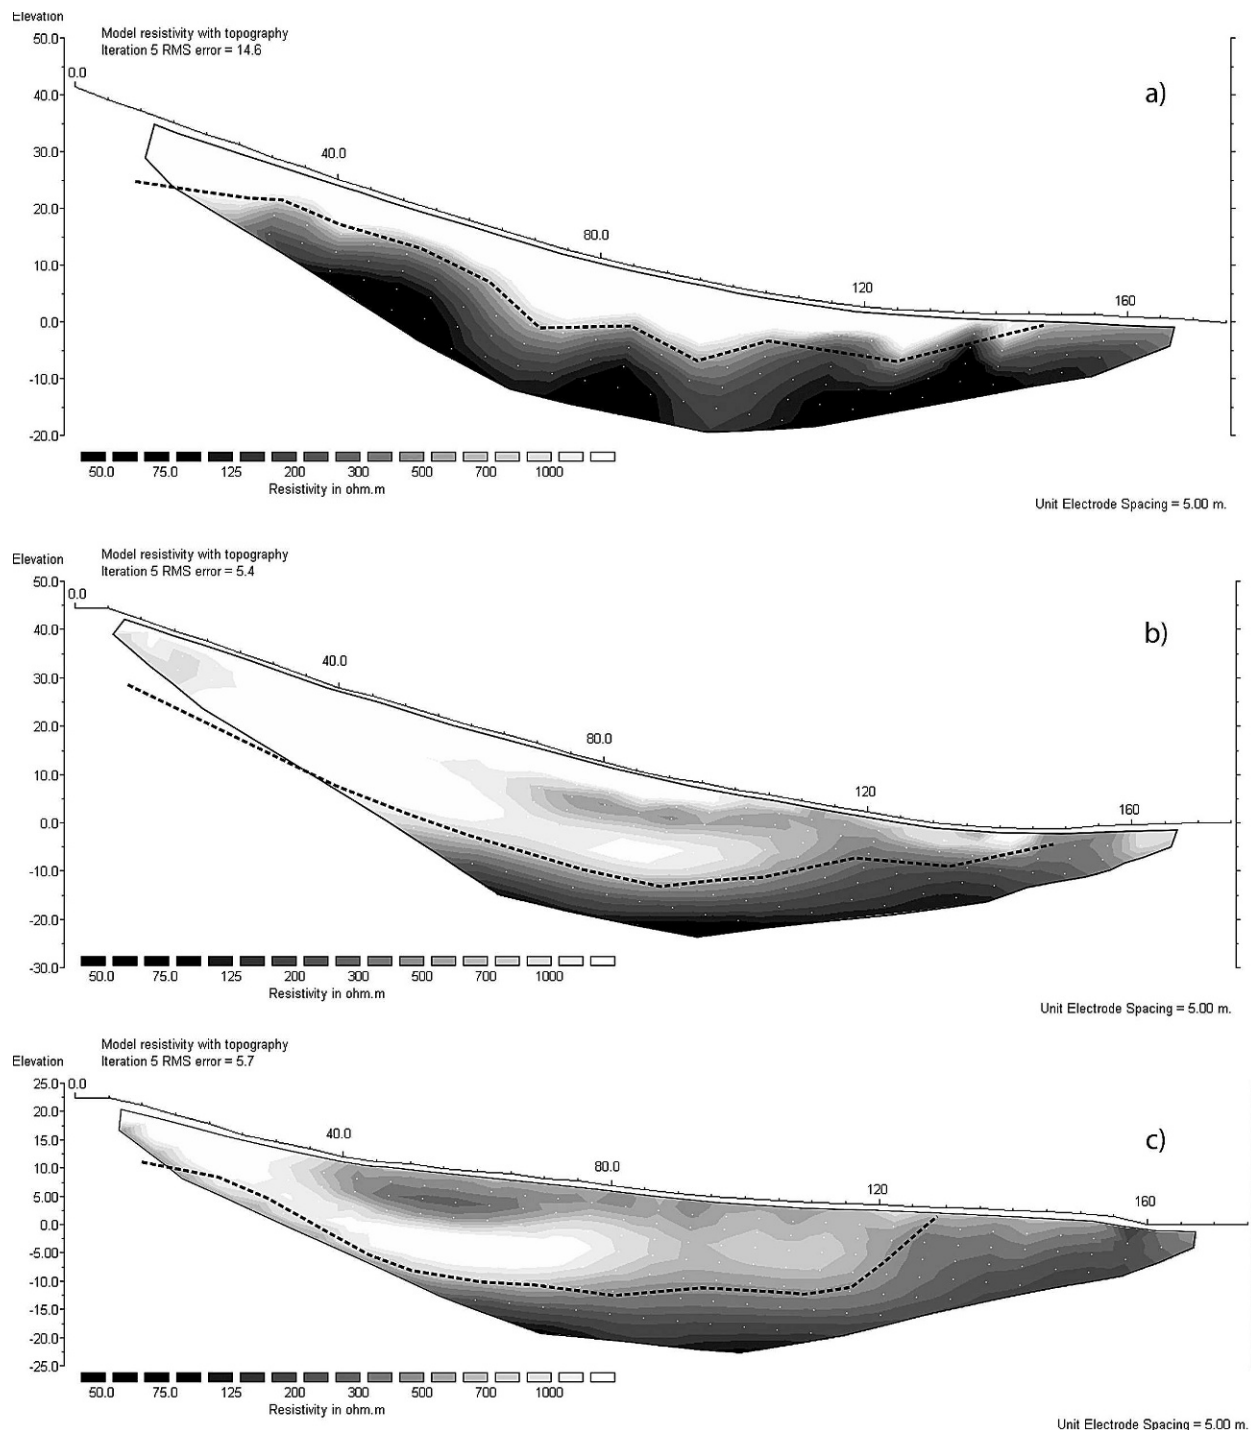 Elevation
Model resistivity with topography
50.0
Iteration 5 RMS error = 14.6
0.0
a)
40.0
40.0
30.0
20.0
80.0
10.0
120
160
0.0
-10.0
-20.0
50.0 75.0 125 200 300 500 700 1000
Resistivity in ohm.m
Unit Electrode Spacing = 5.00 m.
Model resistivity with topography
Elevation
Iteration 5 RMS error = 5.4
50.0
0.0
40.0
b)
40.0
30.0
20.0
80.0
10.0
120
160
0.0
-10.0
-20.0
-30.0
50.0 75.0 125 200 300 500 700 1000
Resistivity in ohm.m
Unit Electrode Spacing = 5.00 m.
Model resistivity with topography
Elevation
Iteration 5 RMS error = 5.7
25.0 0.0
20.0
15.0
40.0
c)
10.0
80.0
5.00
120
160
0.0
-5.00
-10.0
-15.0
-20.0
-25.0
50.0 75.0 125 200 300 500 700 1000
Resistivity in ohm.m
Unit Electrode Spacing = 5.00 m.